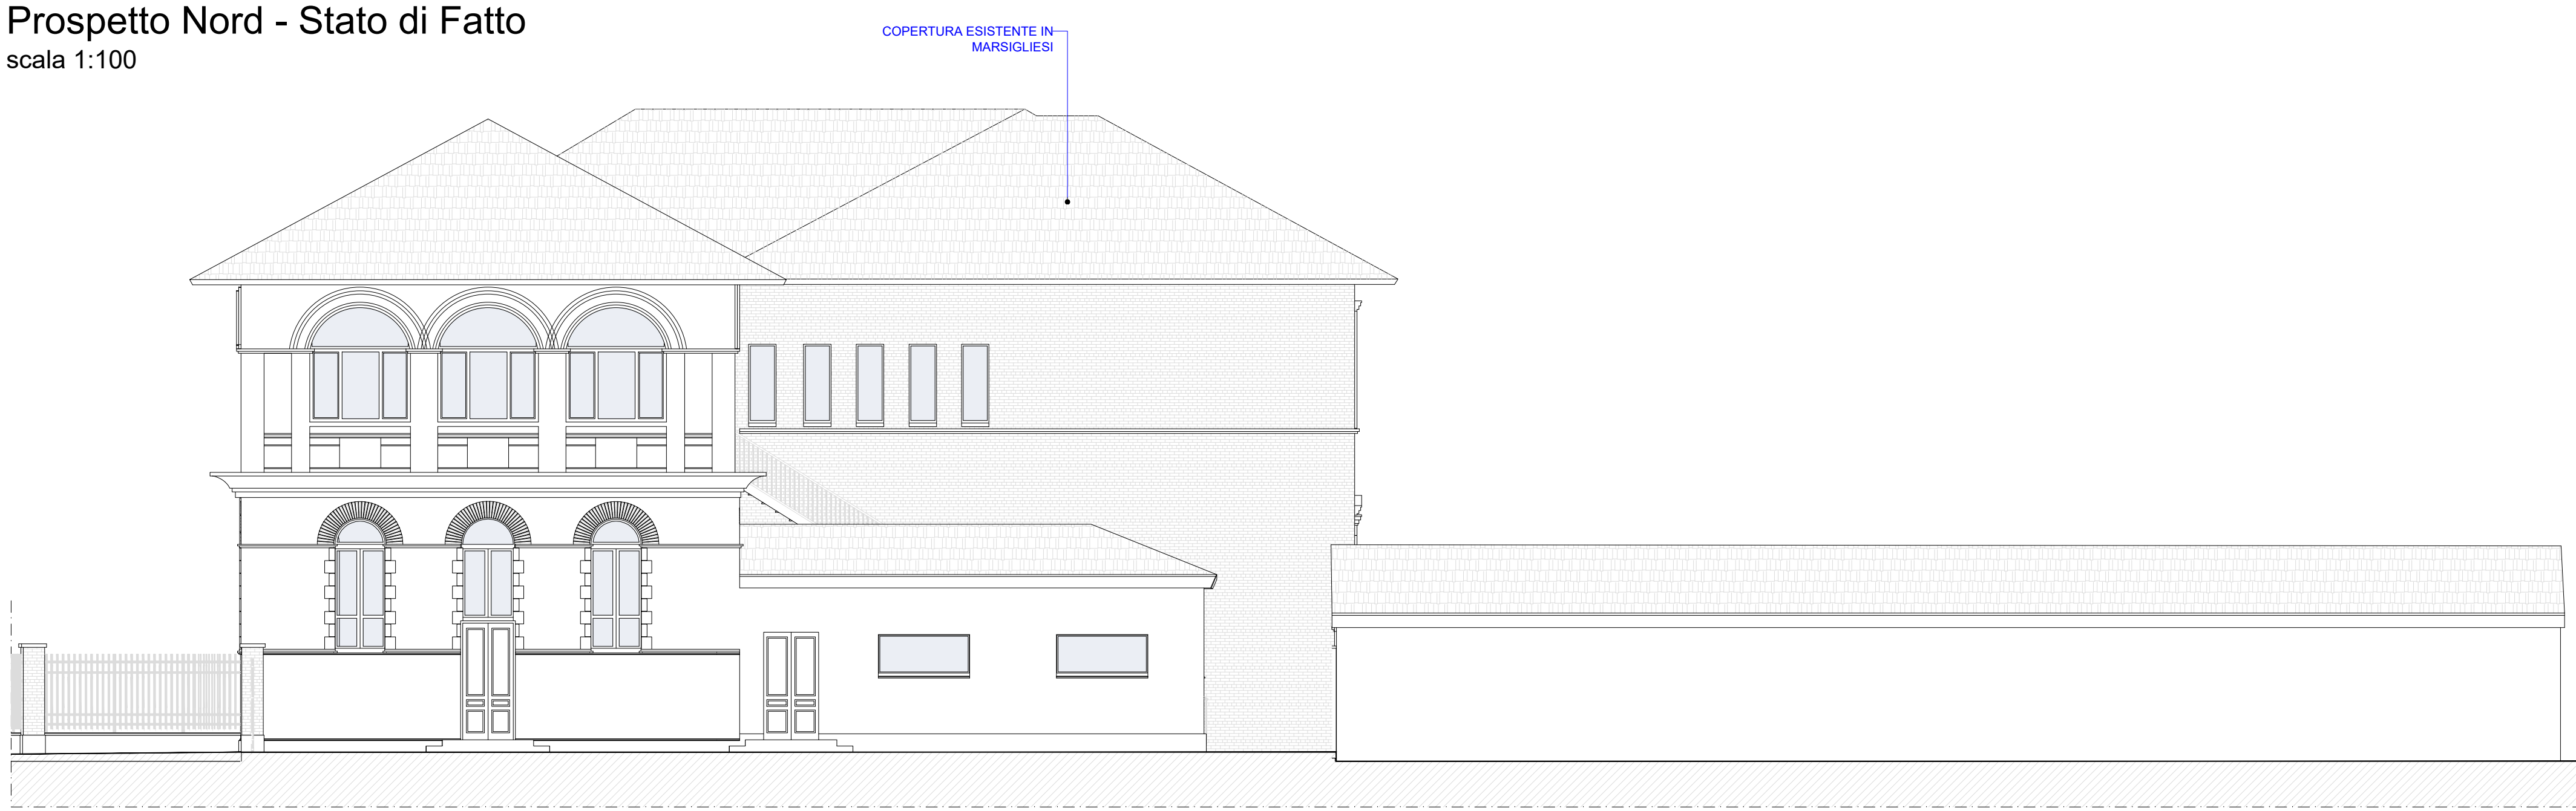 Prospetto Nord - Stato di Fatto
scala 1:100
COPERTURA ESISTENTE IN
MARSIGLIESI